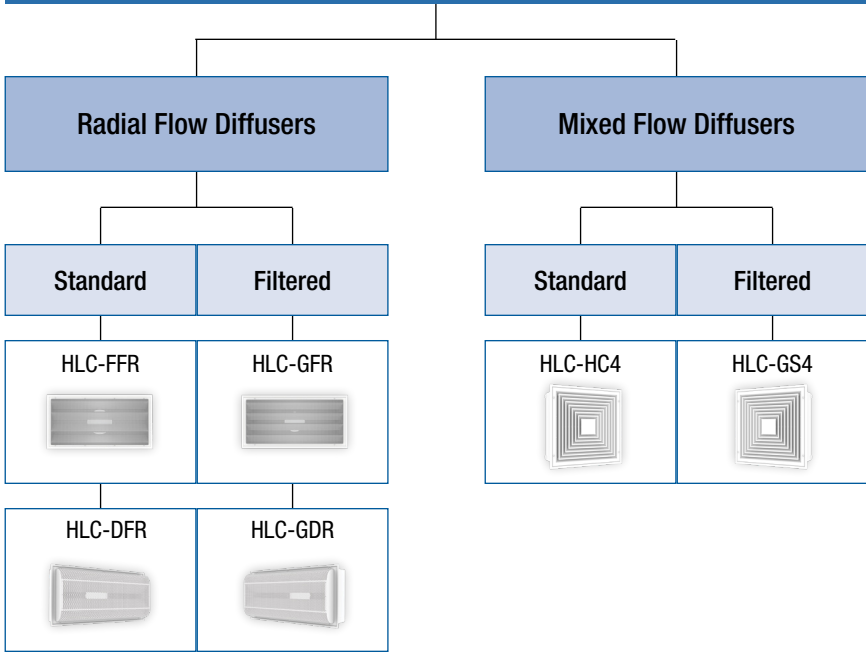 Radial Flow Diffusers
Mixed Flow Diffusers
Standard
Filtered
Standard
Filtered
HLC-FFR
HLC-GFR
HLC-HC4
HLC-GS4
HLC-DFR
HLC-GDR